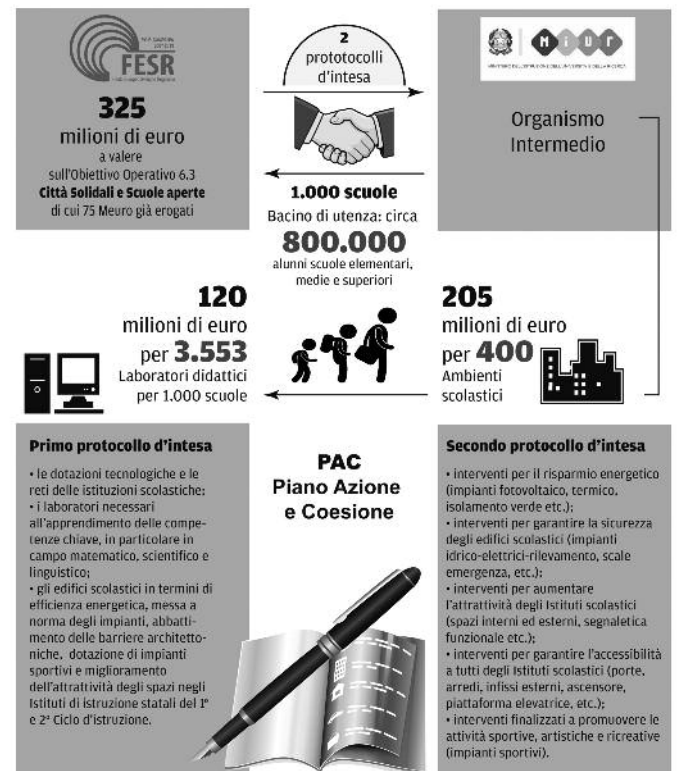 FESR
325
milioni di euro
a valere
sull'Obiettivo Operativo 6.3
Città Solidali e Scuole aperte
di cui 75 Meuro già erogati
2
prototocolli
d'intesa
1.000 scuole
Bacino di utenza: circa
800.000
alunni scuole elementari,
medie e superiori
MIUR
MINISTERO DELL'ISTRUZIONE DELL'UNIVERSITÀ E DELLA RICERCA
Organismo
Intermedio
120
milioni di euro
per 3.553
Laboratori didattici
per 1.000 scuole
205
milioni di euro
per 400
Ambienti
scolastici
Primo protocollo d'intesa
• le dotazioni tecnologiche e le
reti delle istituzioni scolastiche;
• i laboratori necessari
all'apprendimento delle compe-
tenze chiave, in particolare in
campo matematico, scientifico e
linguistico;
• gli edifici scolastici in termini di
efficienza energetica, messa a
norma degli impianti, abbatti-
mento delle barriere architetto-
niche, dotazione di impianti
sportivi e miglioramento
dell'attrattività degli spazi negli
Istituti di istruzione statali del 1°
e 2° Ciclo d'istruzione.
PAC
Piano Azione
e Coesione
Secondo protocollo d'intesa
• interventi per il risparmio energetico
(impianti fotovoltaico, termico,
isolamento verde etc.);
• interventi per garantire la sicurezza
degli edifici scolastici (impianti
idrico-elettrici-rilevamento, scale
emergenza, etc.);
• interventi per aumentare
l'attrattività degli Istituti scolastici
(spazi interni ed esterni, segnaletica
funzionale etc.);
• interventi per garantire l'accessibilità
a tutti degli Istituti scolastici (porte,
arredi, infissi esterni, ascensore,
piattaforma elevatrice, etc.);
• interventi finalizzati a promuovere le
attività sportive, artistiche e ricreative
(impianti sportivi).